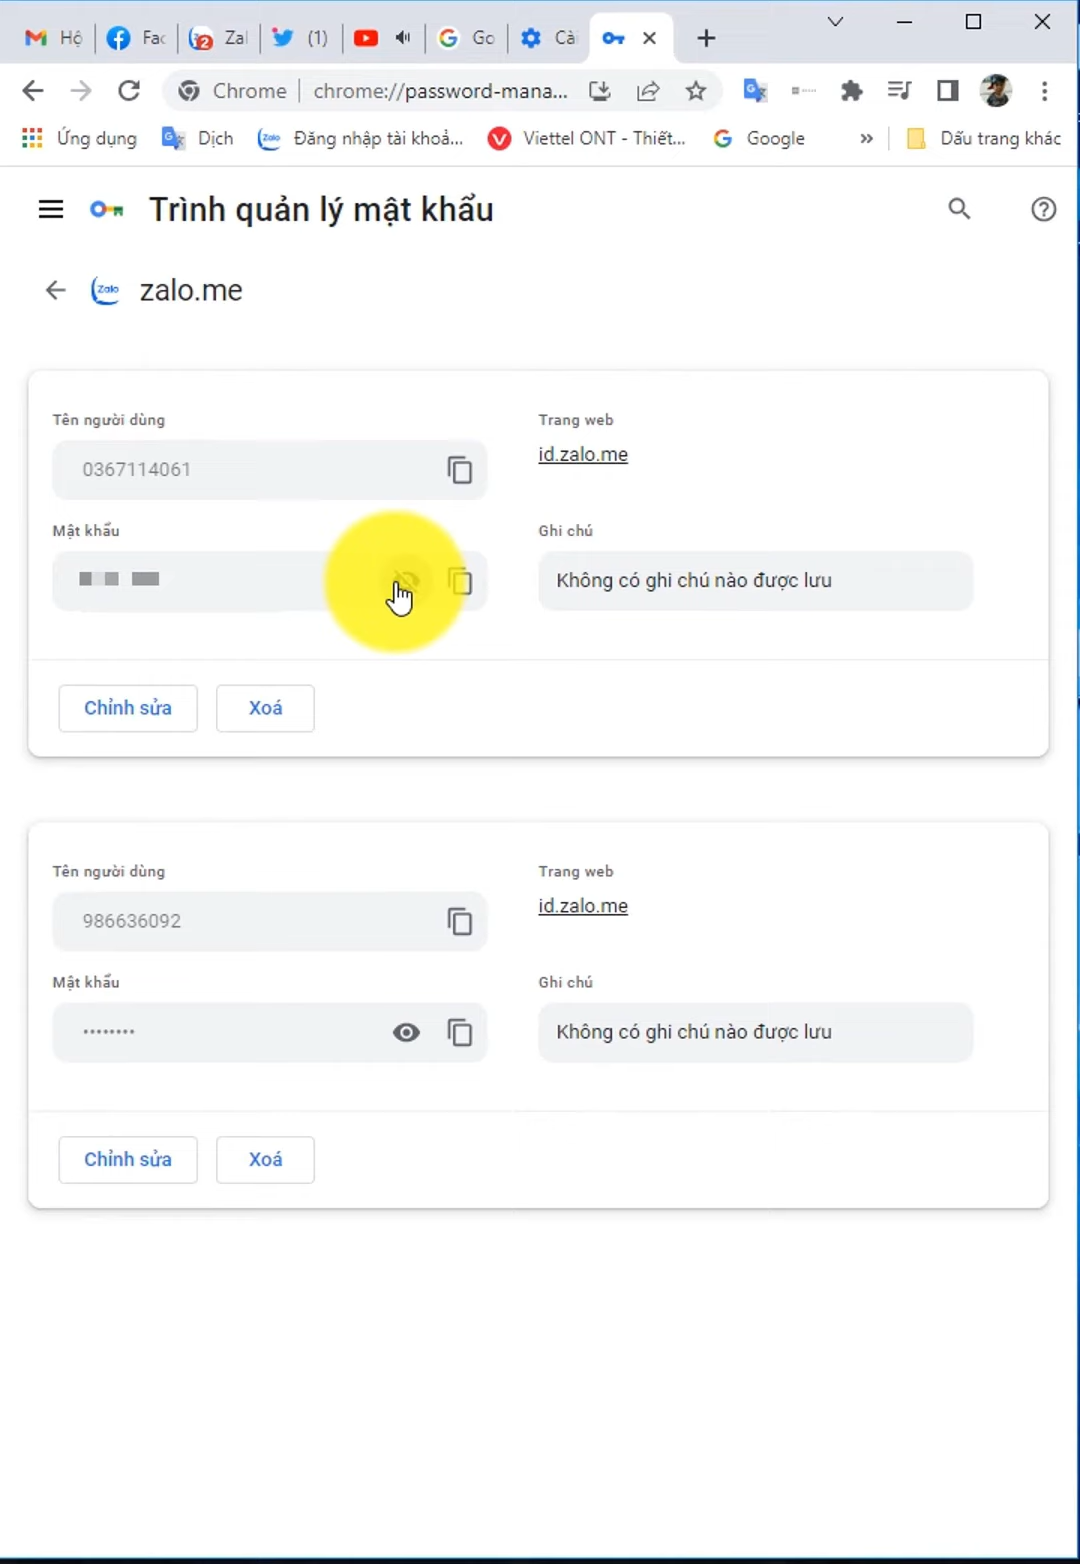 Hộ
Fac
2
Zal
(1)
Go
Cài
Chrome
chrome://password-mana...
Ứng dụng
Dịch
Zalo
Đăng nhập tài khoả...
Viettel ONT - Thiết...
Google
»
Dấu trang khác
Trình quản lý mật khẩu
Zalo
zalo.me
Tên người dùng
Trang web
0367114061
id.zalo.me
Mật khẩu
Ghi chú
Không có ghi chú nào được lưu
Chỉnh sửa
Xoá
Tên người dùng
Trang web
986636092
id.zalo.me
Mật khẩu
Ghi chú
••••••••
Không có ghi chú nào được lưu
Chỉnh sửa
Xoá